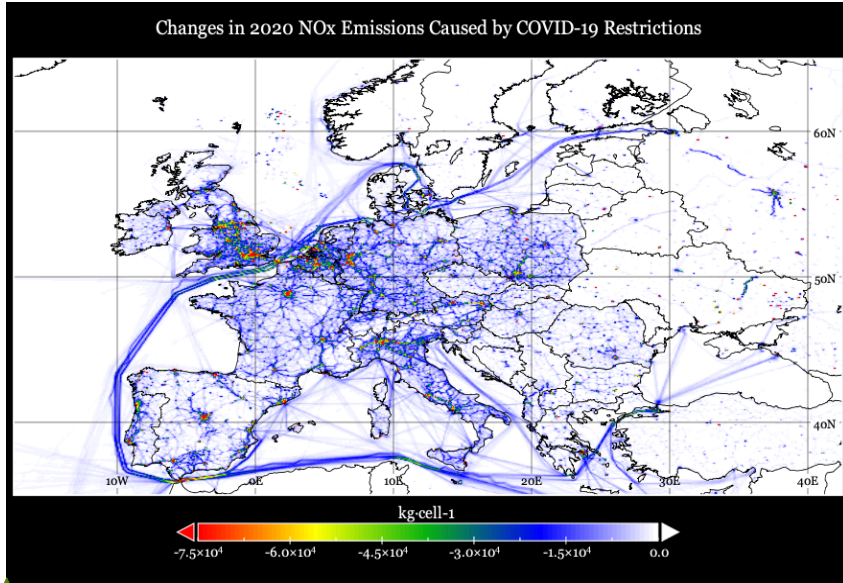 Changes in 2020 NOx Emissions Caused by COVID-19 Restrictions
60N
50N
40N
10W 0E 10E 20E 30E 40E
kg·cell-1
-7.5×10⁴ -6.0×10⁴ -4.5×10⁴ -3.0×10⁴ -1.5×10⁴ 0.0